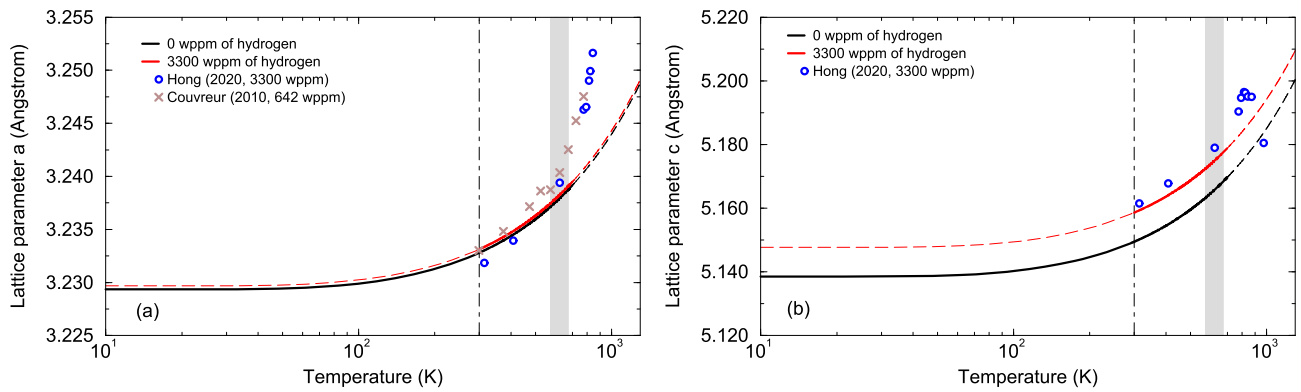 3.255
3.250
3.245
3.240
3.235
3.230
3.225
Lattice parameter a (Angstrom)
0 wppm of hydrogen
3300 wppm of hydrogen
Hong (2020, 3300 wppm)
Couvreur (2010, 642 wppm)
(a)
10¹ 10² 10³
Temperature (K)
5.220
5.200
5.180
5.160
5.140
5.120
Lattice parameter c (Angstrom)
0 wppm of hydrogen
3300 wppm of hydrogen
Hong (2020, 3300 wppm)
(b)
10¹ 10² 10³
Temperature (K)